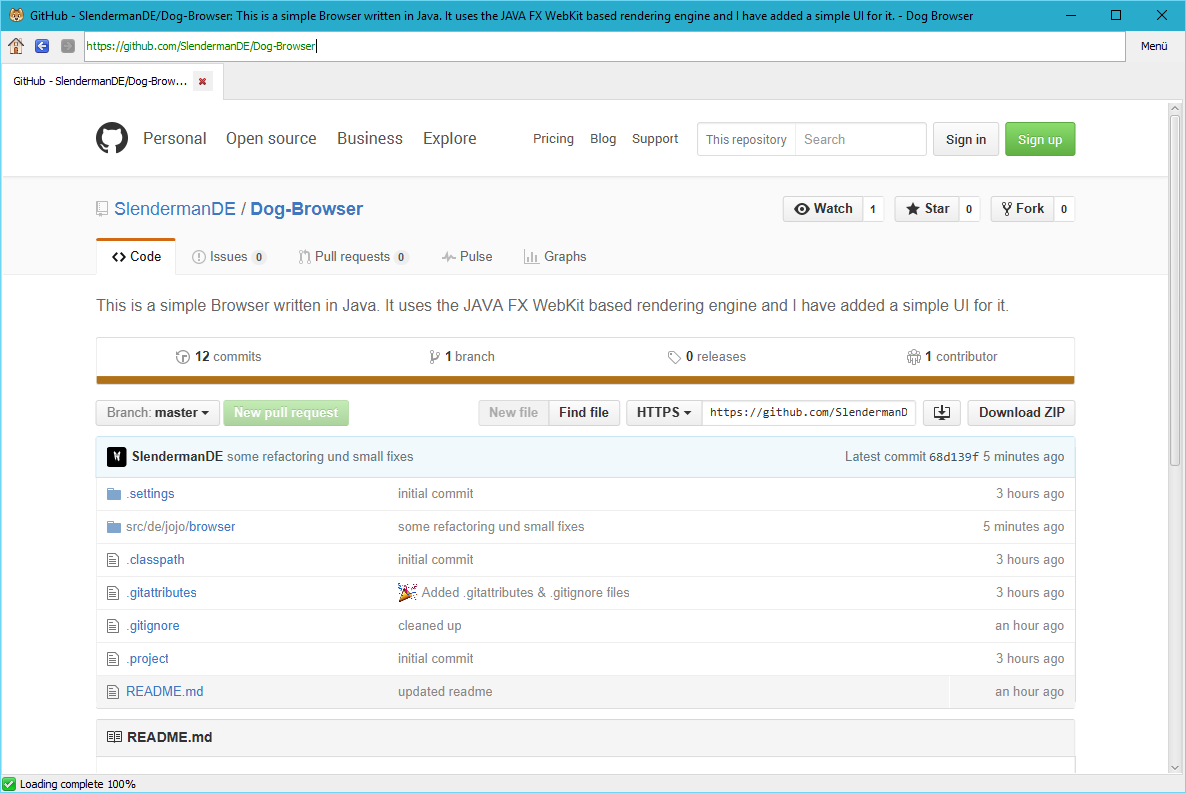 GitHub - SlendermanDE/Dog-Browser: This is a simple Browser written in Java. It uses the JAVA FX WebKit based rendering engine and I have added a simple UI for it. - Dog Browser
https://github.com/SlendermanDE/Dog-Browser Menü
GitHub - SlendermanDE/Dog-Brow...
Personal Open source Business Explore Pricing Blog Support This repository Search Sign in Sign up
SlendermanDE / Dog-Browser Watch 1 Star 0 Fork 0
Code Issues 0 Pull requests 0 Pulse Graphs
This is a simple Browser written in Java. It uses the JAVA FX WebKit based rendering engine and I have added a simple UI for it.
12 commits 1 branch 0 releases 1 contributor
Branch: master New pull request New file Find file HTTPS https://github.com/SlendermanD Download ZIP
SlendermanDE some refactoring und small fixes Latest commit 68d139f 5 minutes ago
.settings initial commit 3 hours ago
src/de/jojo/browser some refactoring und small fixes 5 minutes ago
.classpath initial commit 3 hours ago
.gitattributes Added .gitattributes & .gitignore files 3 hours ago
.gitignore cleaned up an hour ago
.project initial commit 3 hours ago
README.md updated readme an hour ago
README.md
Loading complete 100%